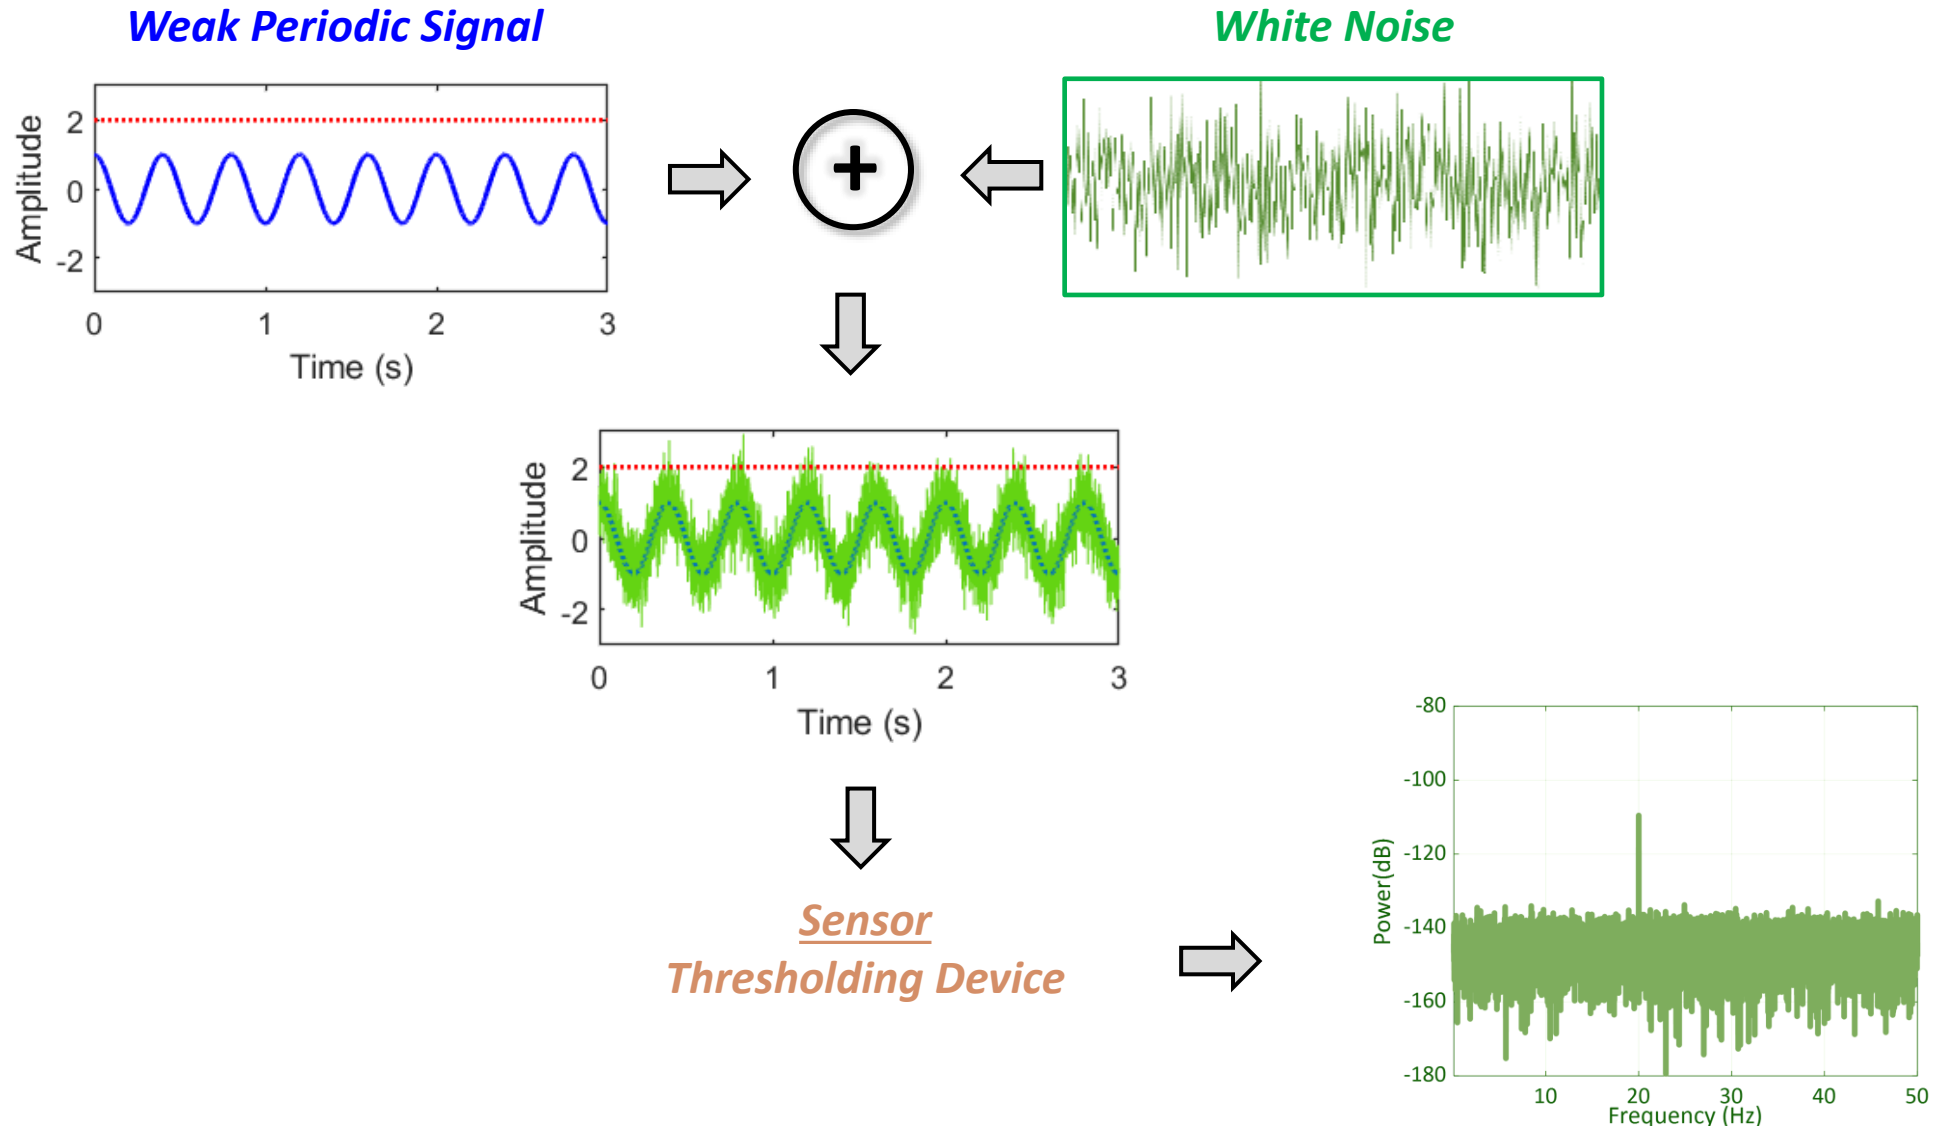 Weak Periodic Signal
White Noise
Amplitude
2
0
-2
0 1 2 3
Time (s)
+
Amplitude
2
0
-2
0 1 2 3
Time (s)
Sensor
Thresholding Device
Power(dB)
-80
-100
-120
-140
-160
-180
10 20 30 40 50
Frequency (Hz)